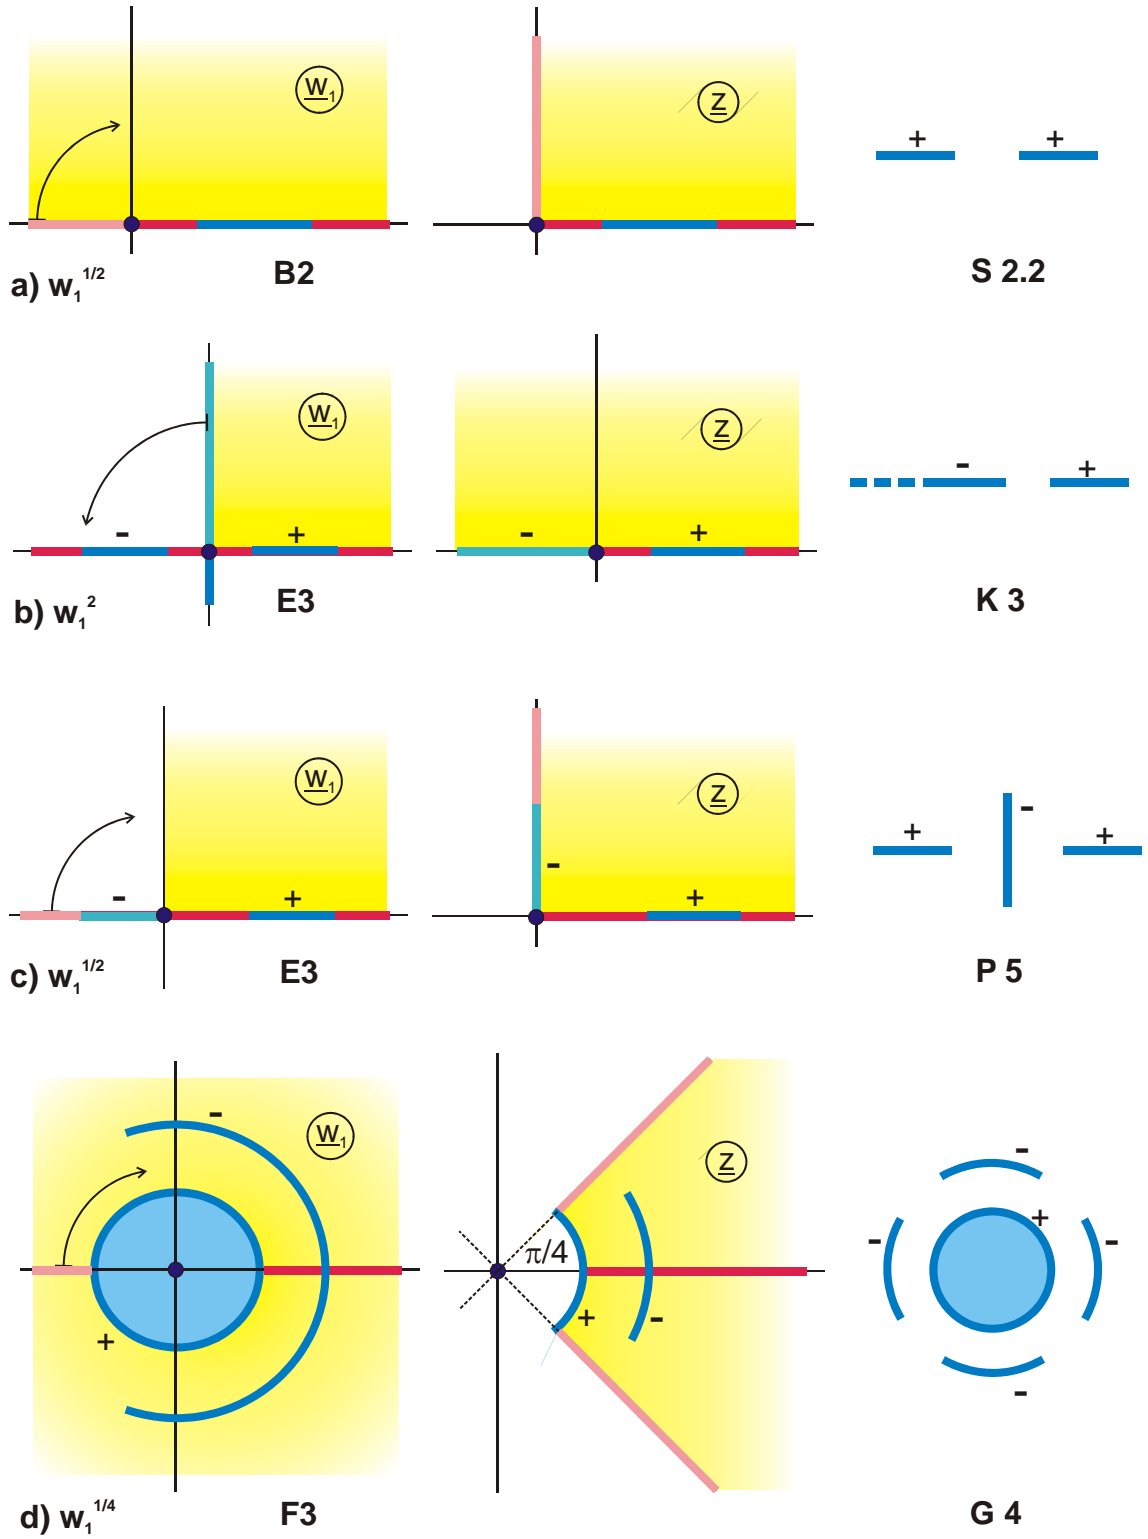 w₁
z
+ +
a) w₁^1/2 B2 S 2.2
w₁
z
- +
- +
- +
b) w₁^2 E3 K 3
w₁
z
- +
- +
+ - +
c) w₁^1/2 E3 P 5
-
w₁
z
-
+
- -
π/4
+ -
+
-
d) w₁^1/4 F3 G 4